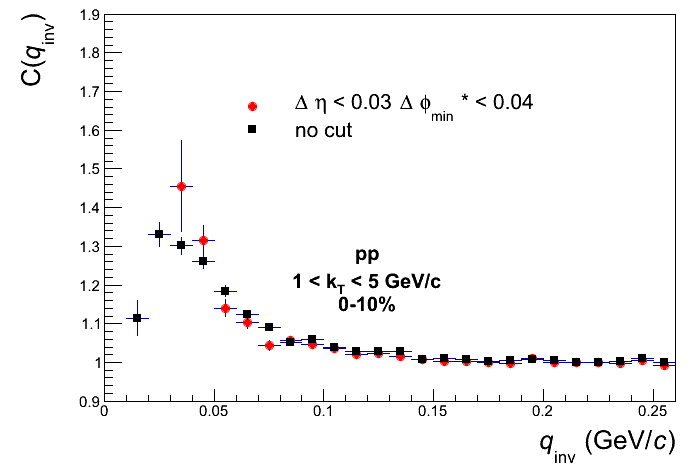 C(q_inv)
1.9
1.8
1.7
1.6
1.5
1.4
1.3
1.2
1.1
1
0.9
Δ η < 0.03 Δ ϕ_min * < 0.04
no cut
pp
1 < k_T < 5 GeV/c
0-10%
0 0.05 0.1 0.15 0.2 0.25
q_inv (GeV/c)